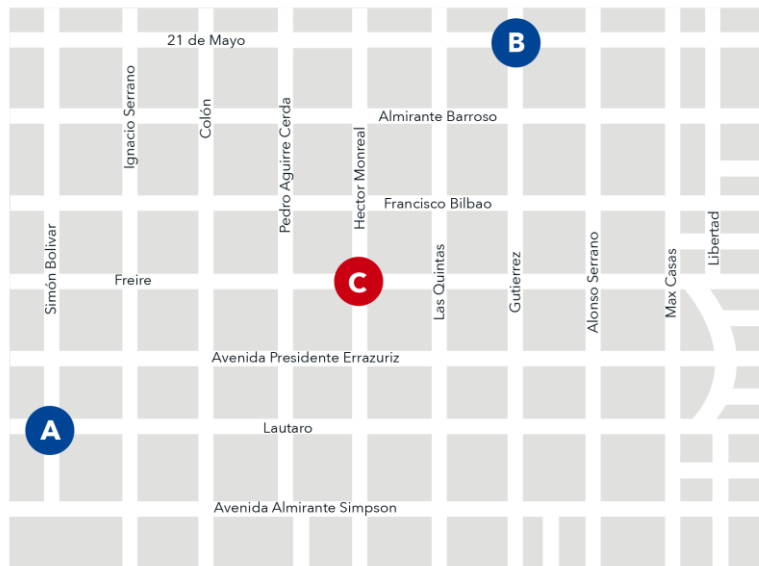 21 de Mayo
B
Ignacio Serrano
Colón
Pedro Aguirre Cerda
Hector Monreal
Almirante Barroso
Francisco Bilbao
Simón Bolivar
Freire
C
Las Quintas
Gutierrez
Alonso Serrano
Max Casas
Libertad
Avenida Presidente Errazuriz
A
Lautaro
Avenida Almirante Simpson